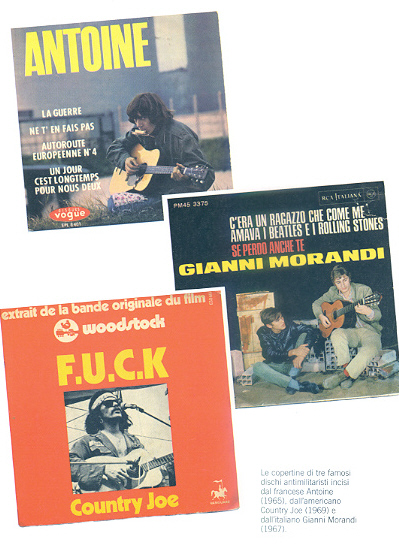 ANTOINE
LA GUERRE
NE T'EN FAIS PAS
AUTOROUTE
EUROPEENNE N°4
UN JOUR
C'EST LONGTEMPS
POUR NOUS DEUX
vogue
RCA ITALIANA
PM45 3375
C'ERA UN RAGAZZO CHE COME ME
AMAVA I BEATLES E I ROLLING STONES
SE PERDO ANCHE TE
GIANNI MORANDI
extrait de la bande originale du film
woodstock
F.U.C.K
Country Joe
VANGUARD
Le copertine di tre famosi
dischi antimilitaristi incisi
dal francese Antoine
(1965), dall'americano
Country Joe (1969) e
dall'italiano Gianni Morandi
(1967).